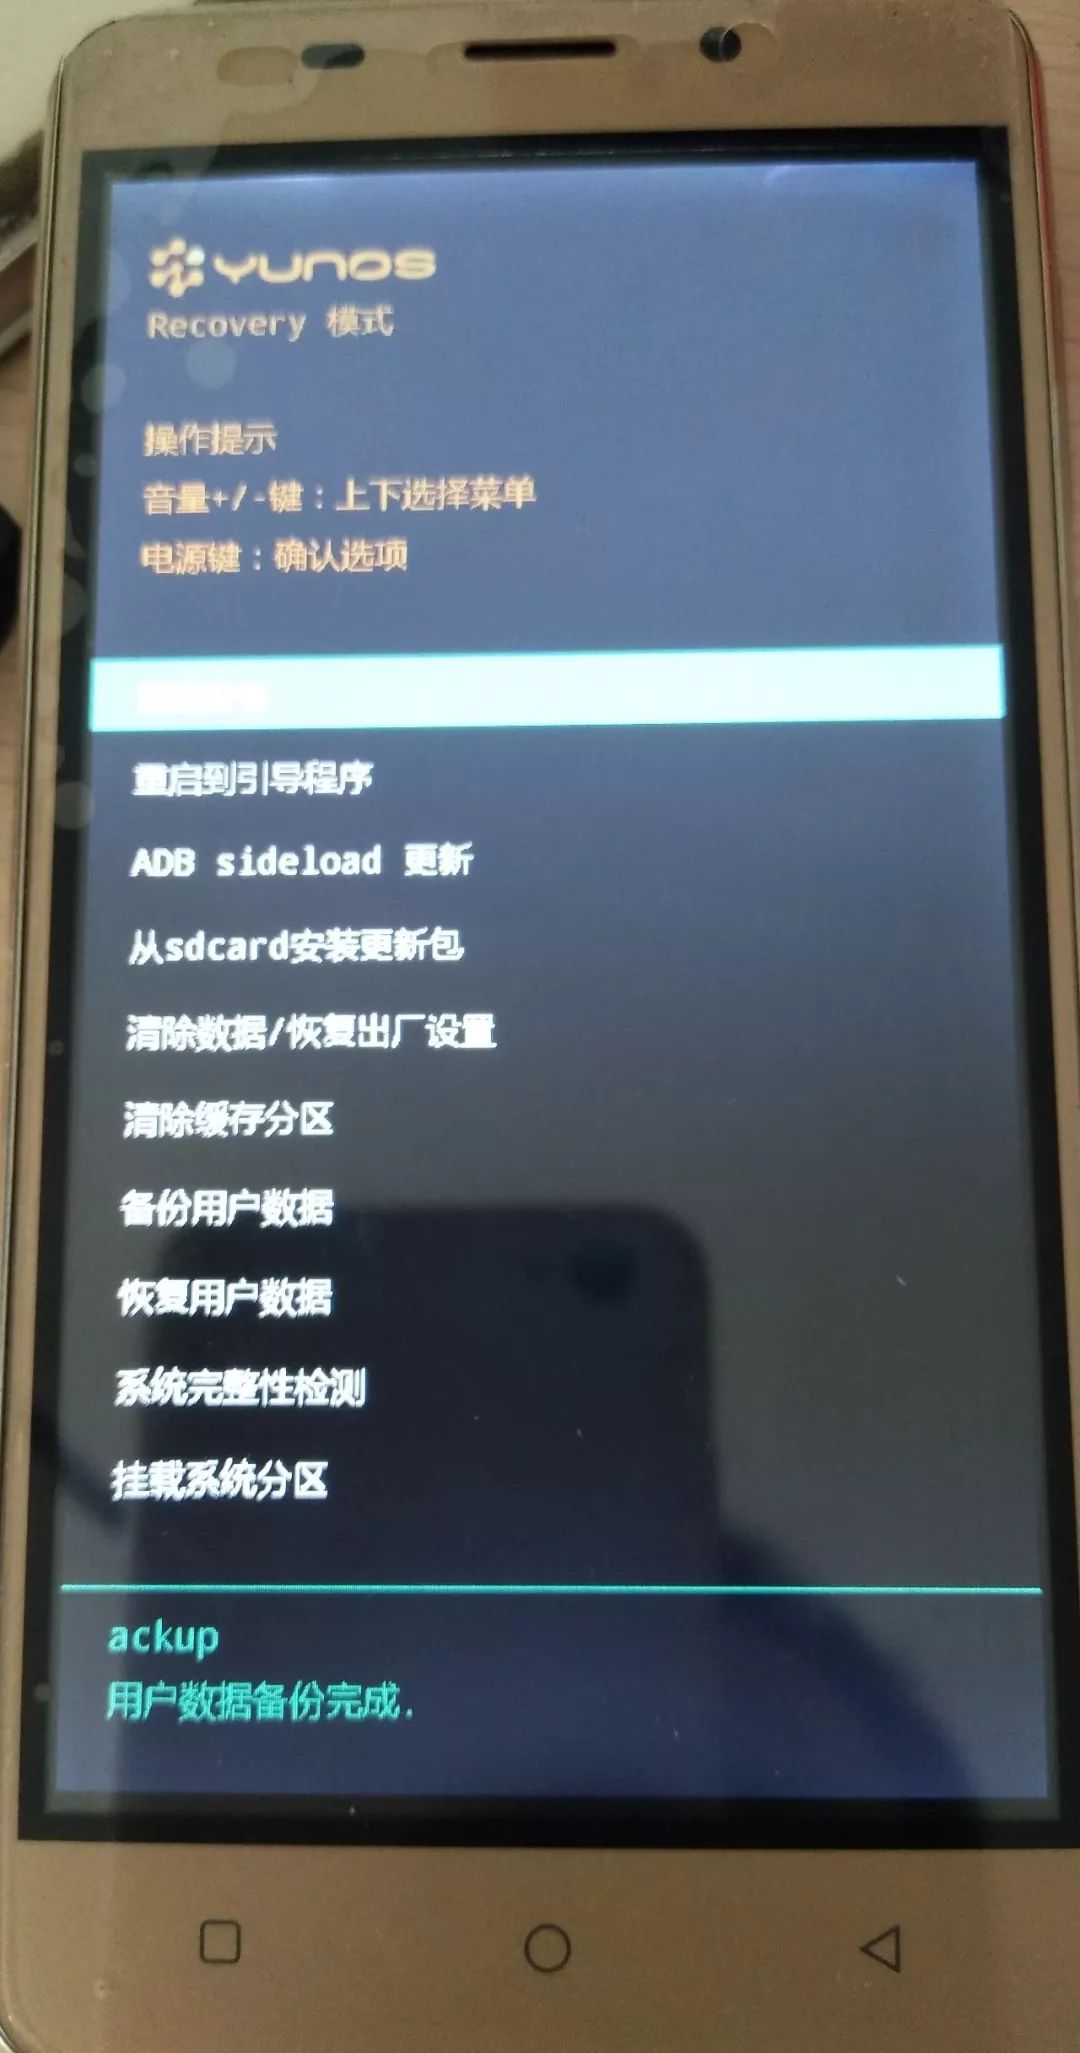 YUNOS
Recovery 模式
操作提示
音量+/-键：上下选择菜单
电源键：确认选项
重启到引导程序
ADB sideload 更新
从sdcard安装更新包
清除数据/恢复出厂设置
清除缓存分区
备份用户数据
恢复用户数据
系统完整性检测
挂载系统分区
ackup
用户数据备份完成.